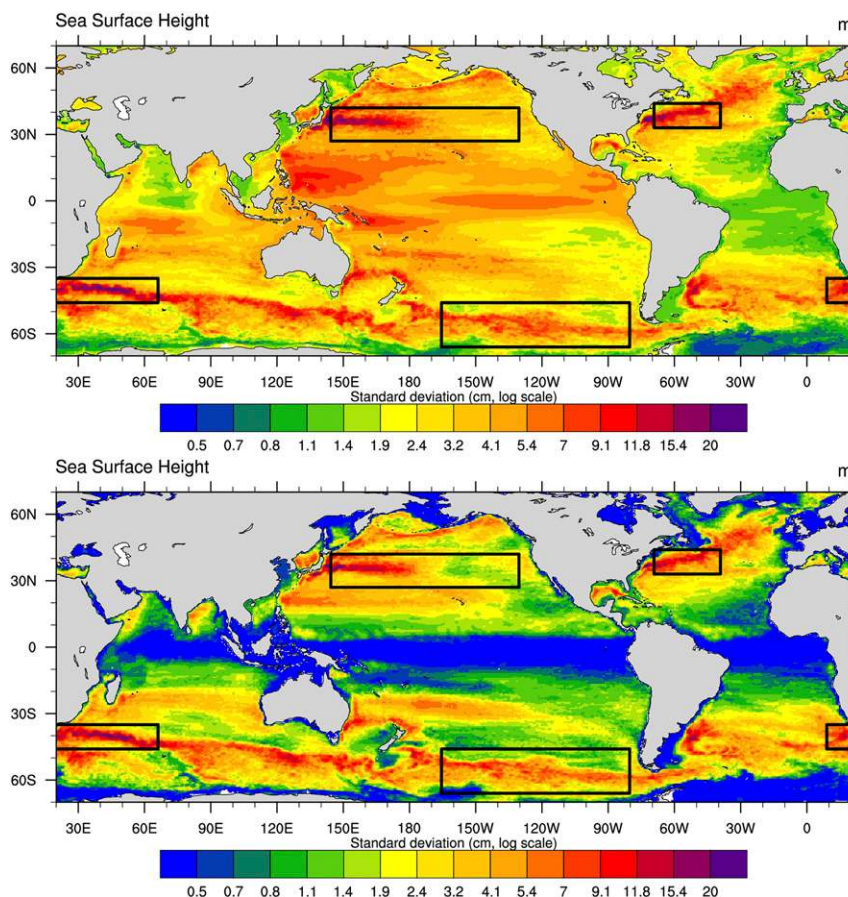 Sea Surface Height m
60N
30N
0
30S
60S
30E 60E 90E 120E 150E 180E 150W 120W 90W 60W 30W 0
Standard deviation (cm, log scale)
0.5 0.7 0.8 1.1 1.4 1.9 2.4 3.2 4.1 5.4 7 9.1 11.8 15.4 20
Sea Surface Height m
60N
30N
0
30S
60S
30E 60E 90E 120E 150E 180E 150W 120W 90W 60W 30W 0
Standard deviation (cm, log scale)
0.5 0.7 0.8 1.1 1.4 1.9 2.4 3.2 4.1 5.4 7 9.1 11.8 15.4 20